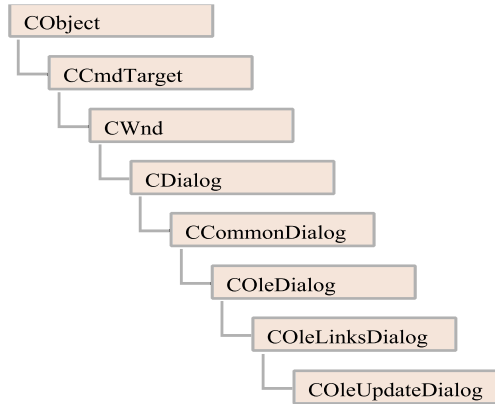 CObject
CCmdTarget
CWnd
CDialog
CCommonDialog
COleDialog
COleLinksDialog
COleUpdateDialog